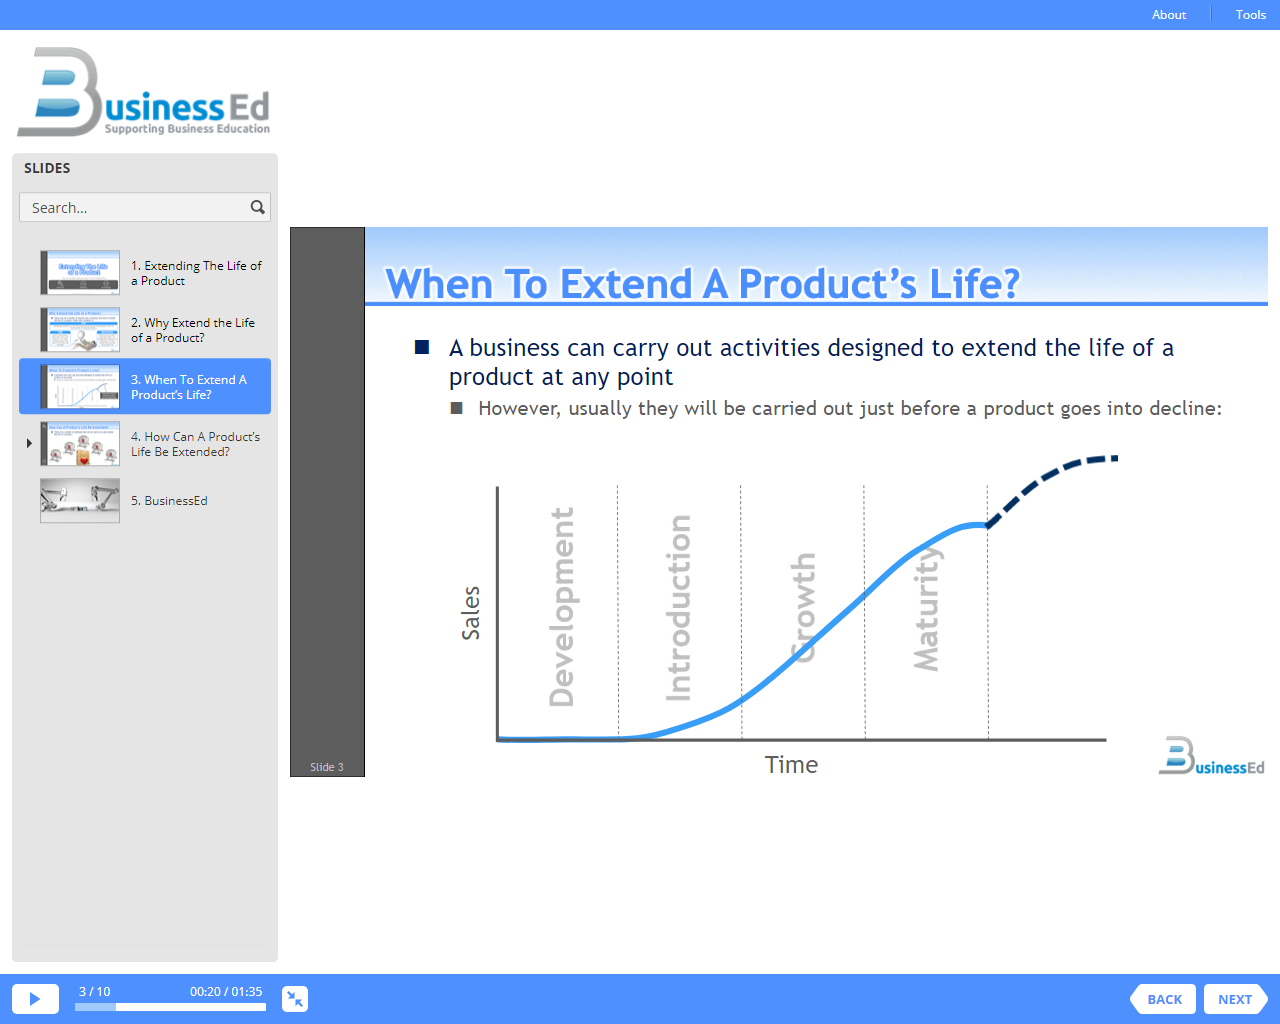 About
Tools
BusinessEd
Supporting Business Education
SLIDES
Search...
1. Extending The Life of
a Product
2. Why Extend the Life
of a Product?
3. When To Extend A
Product's Life?
4. How Can A Product's
Life Be Extended?
5. BusinessEd
When To Extend A Product's Life?
A business can carry out activities designed to extend the life of a
product at any point
However, usually they will be carried out just before a product goes into decline:
Sales
Development
Introduction
Growth
Maturity
Time
Slide 3
BusinessEd
3 / 10
00:20 / 01:35
BACK
NEXT